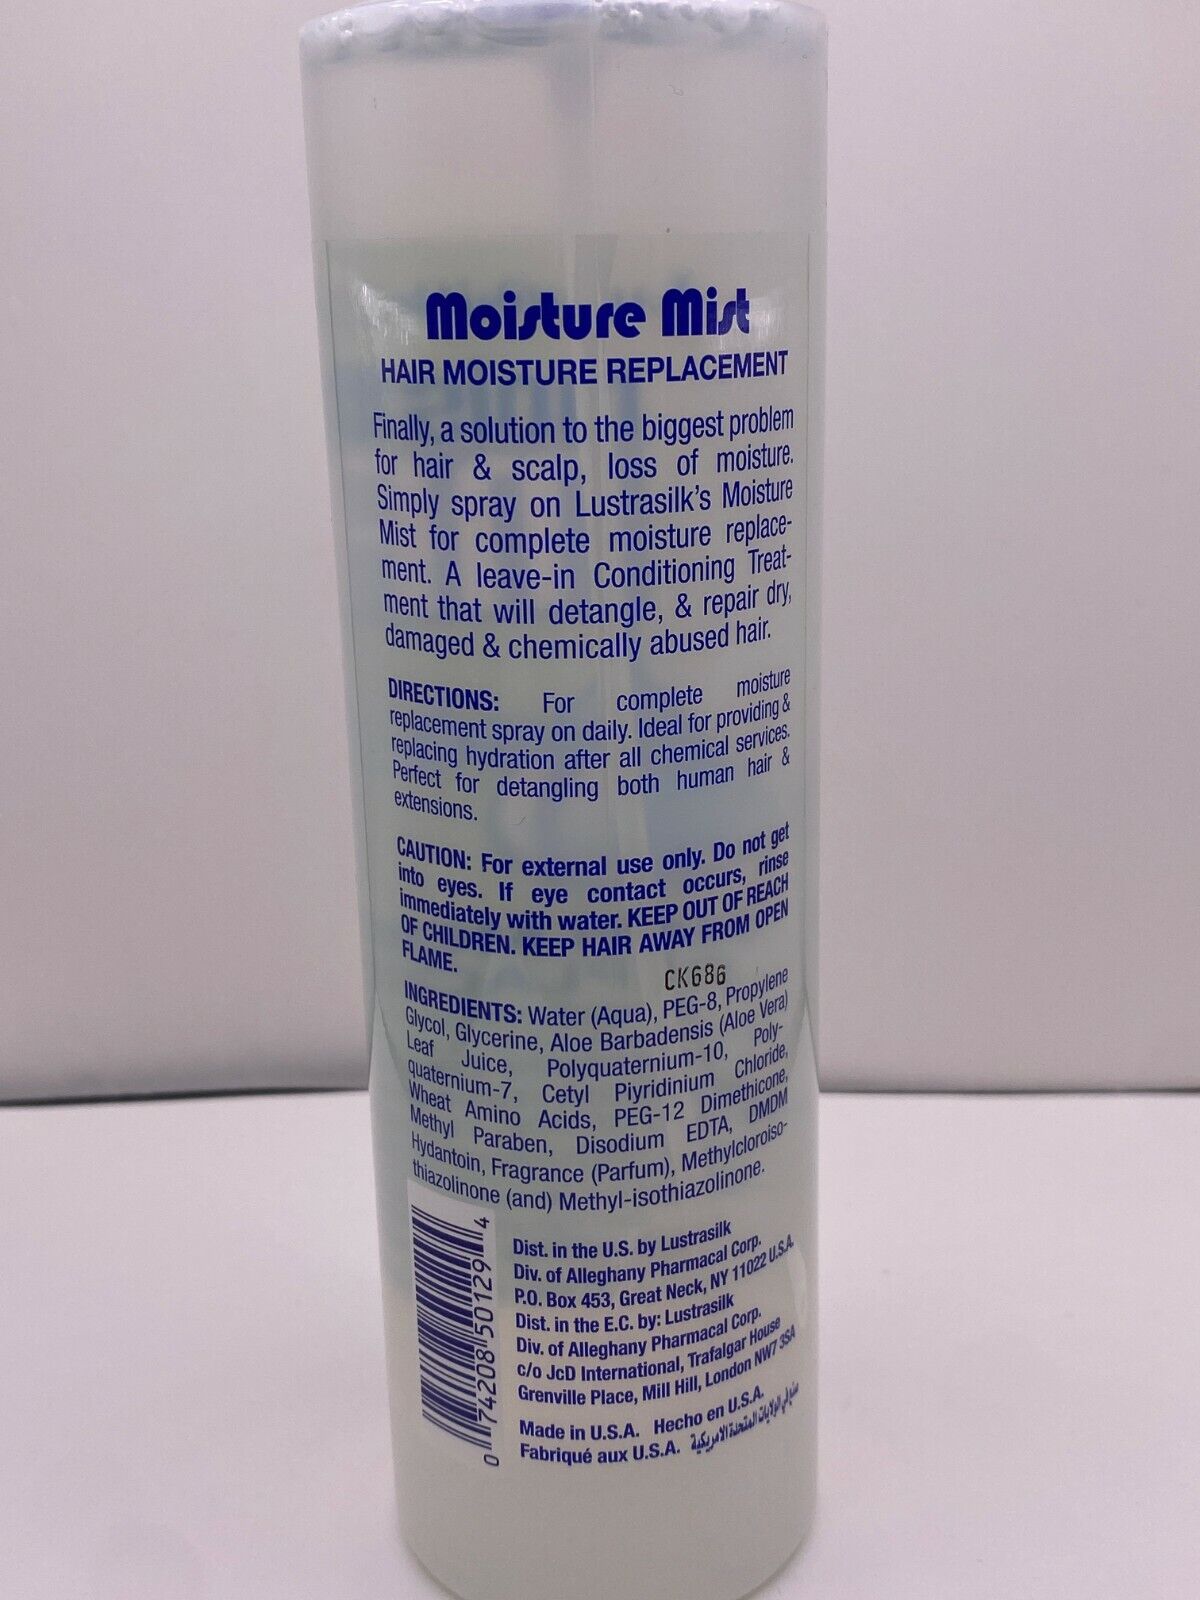 Moisture Mist
HAIR MOISTURE REPLACEMENT
Finally, a solution to the biggest problem
for hair & scalp, loss of moisture.
Simply spray on Lustrasilk's Moisture
Mist for complete moisture replace-
ment. A leave-in Conditioning Treat-
ment that will detangle, & repair dry,
damaged & chemically abused hair.
DIRECTIONS: For complete moisture
replacement spray on daily. Ideal for providing &
replacing hydration after all chemical services.
Perfect for detangling both human hair &
extensions.
CAUTION: For external use only. Do not get
into eyes. If eye contact occurs, rinse
immediately with water. KEEP OUT OF REACH
OF CHILDREN. KEEP HAIR AWAY FROM OPEN
FLAME.
CK686
INGREDIENTS: Water (Aqua), PEG-8, Propylene
Glycol, Glycerine, Aloe Barbadensis (Aloe Vera)
Leaf Juice, Polyquaternium-10, Poly-
quaternium-7, Cetyl Piyridinium Chloride,
Wheat Amino Acids, PEG-12 Dimethicone,
Methyl Paraben, Disodium EDTA, DMDM
Hydantoin, Fragrance (Parfum), Methylcloroiso-
thiazolinone (and) Methyl-isothiazolinone.
0 74208 50129 4
Dist. in the U.S. by Lustrasilk
Div. of Alleghany Pharmacal Corp.
P.O. Box 453, Great Neck, NY 11022 U.S.A.
Dist. in the E.C. by: Lustrasilk
Div. of Alleghany Pharmacal Corp.
c/o JcD International, Trafalgar House
Grenville Place, Mill Hill, London NW7 3SA
Made in U.S.A. Hecho en U.S.A.
Fabriqué aux U.S.A. الولايات المتحدة الامريكية